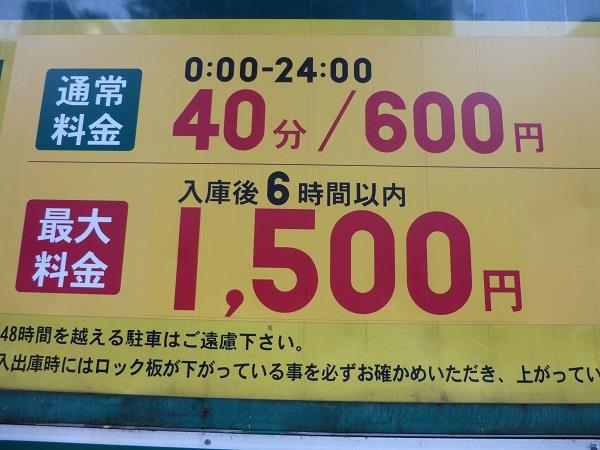 通常料金
0:00-24:00
40分/600円
最大料金
入庫後6時間以内
1,500円
48時間を越える駐車はご遠慮下さい。
入出庫時にはロック板が下がっている事を必ずお確かめいただき、上がってい